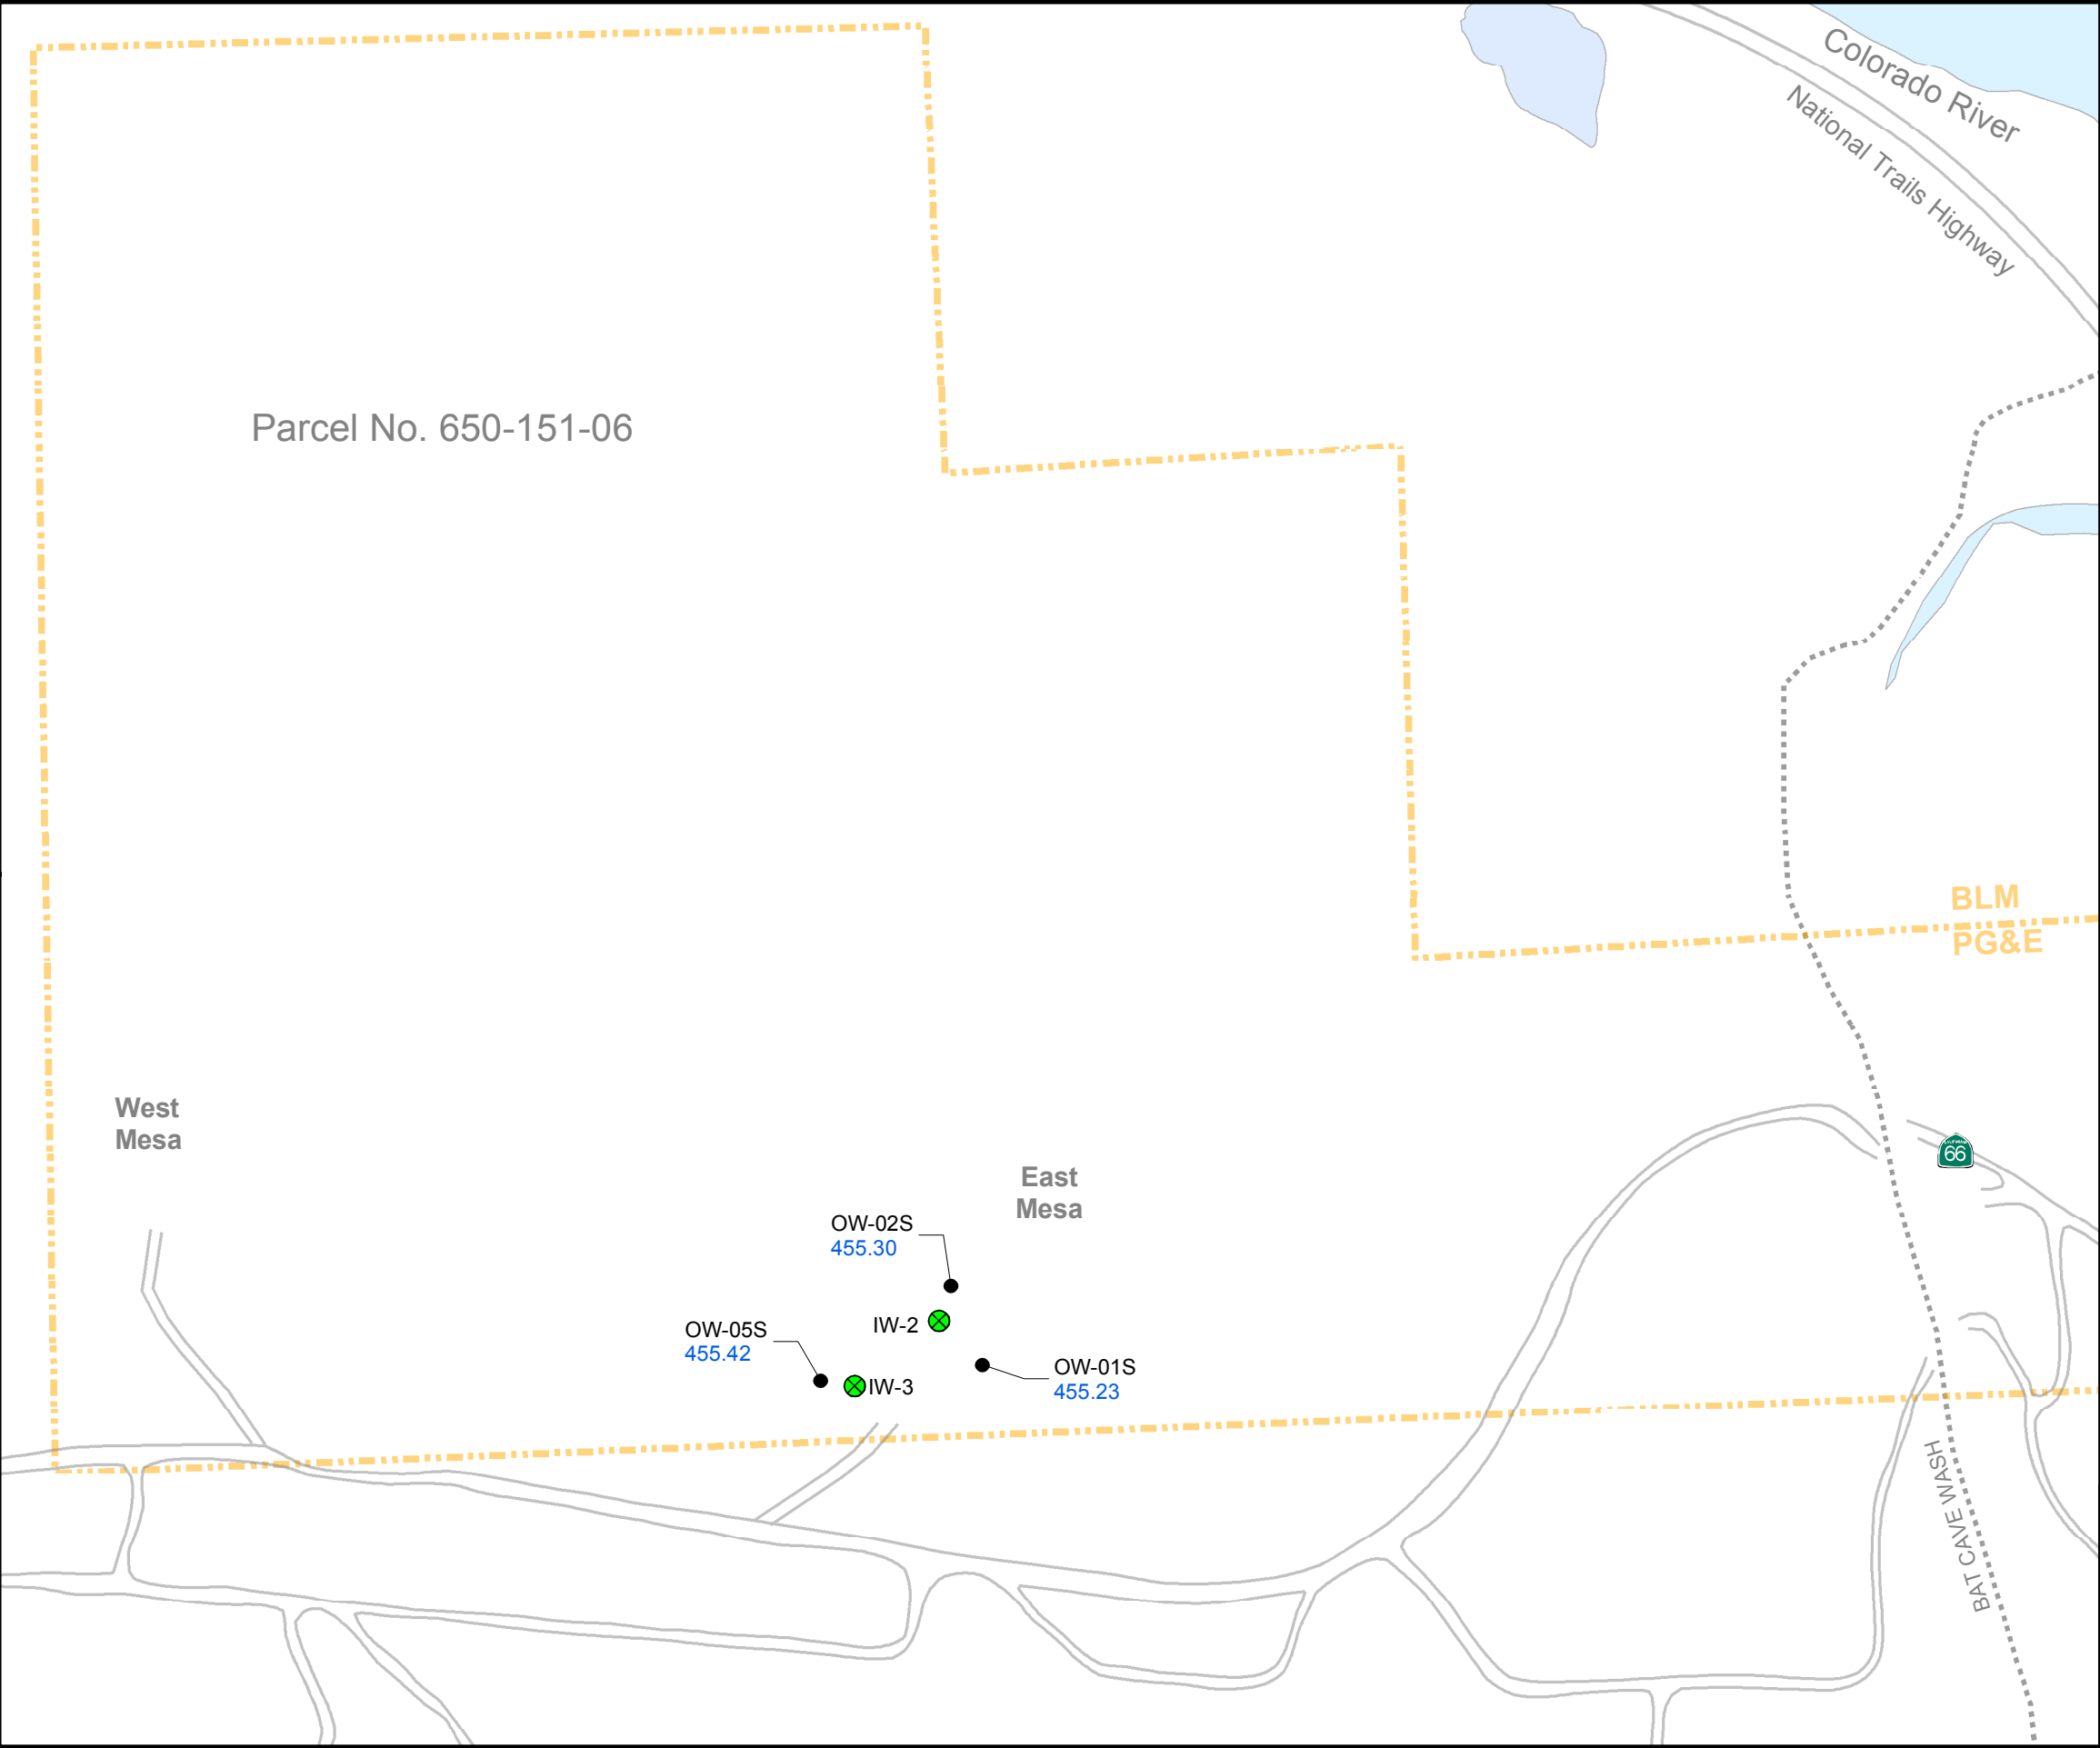 Colorado River
National Trails Highway
Parcel No. 650-151-06
BLM
PG&E
West
Mesa
East
Mesa
66
OW-02S
455.30
IW-2
OW-05S
455.42
IW-3
OW-01S
455.23
BAT CAVE WASH